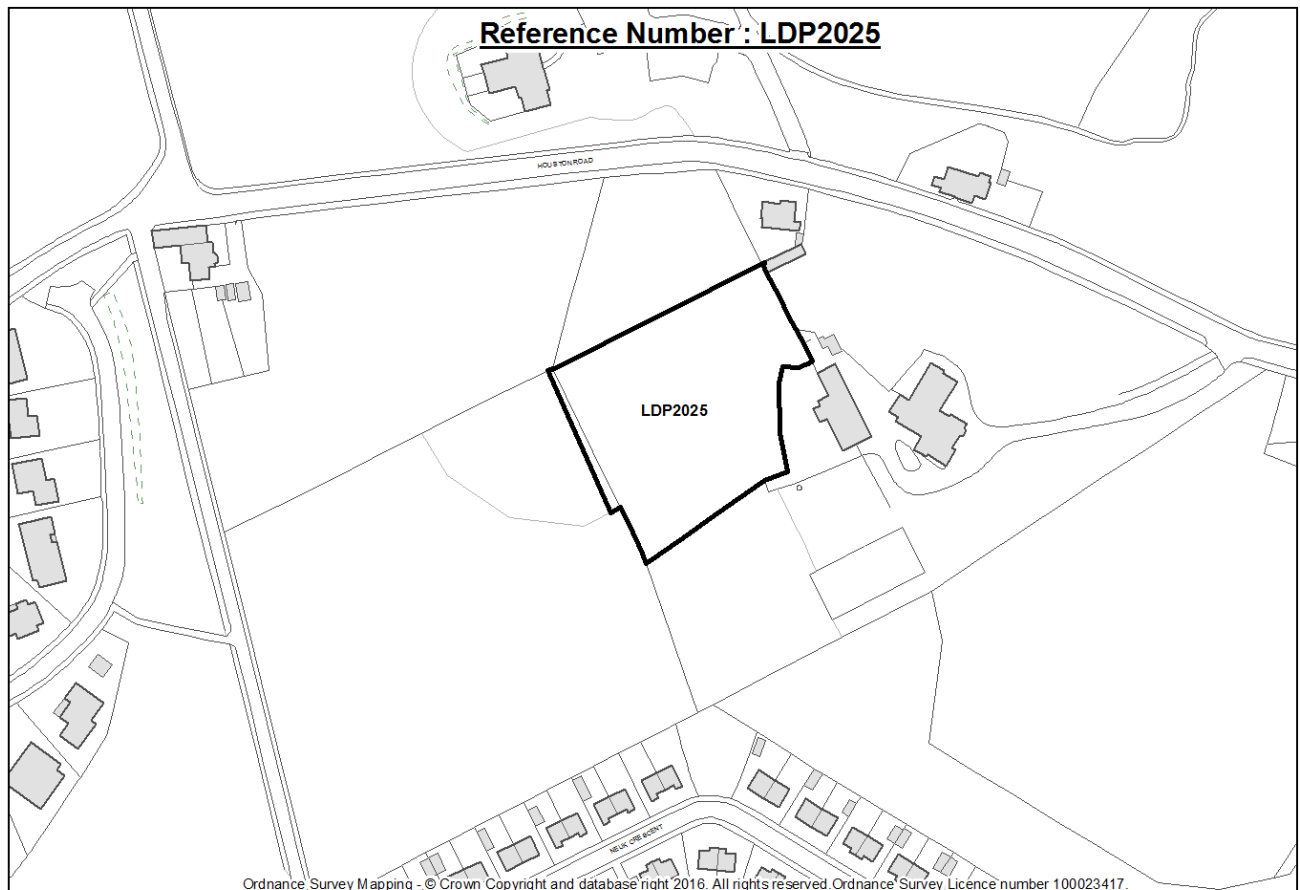 Reference Number : LDP2025
HOUSTON ROAD
LDP2025
NEUK CRESCENT
Ordnance Survey Mapping - © Crown Copyright and database right 2016. All rights reserved. Ordnance Survey Licence number 100023417.